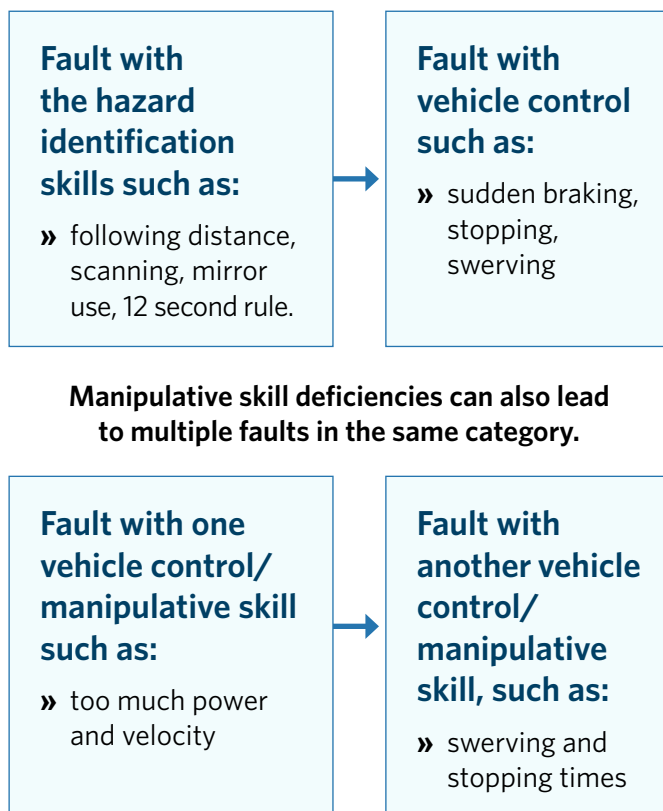 Fault with
the hazard
identification
skills such as:
» following distance,
scanning, mirror
use, 12 second rule.
Fault with
vehicle control
such as:
» sudden braking,
stopping,
swerving
Manipulative skill deficiencies can also lead
to multiple faults in the same category.
Fault with one
vehicle control/
manipulative skill
such as:
» too much power
and velocity
Fault with
another vehicle
control/
manipulative
skill, such as:
» swerving and
stopping times